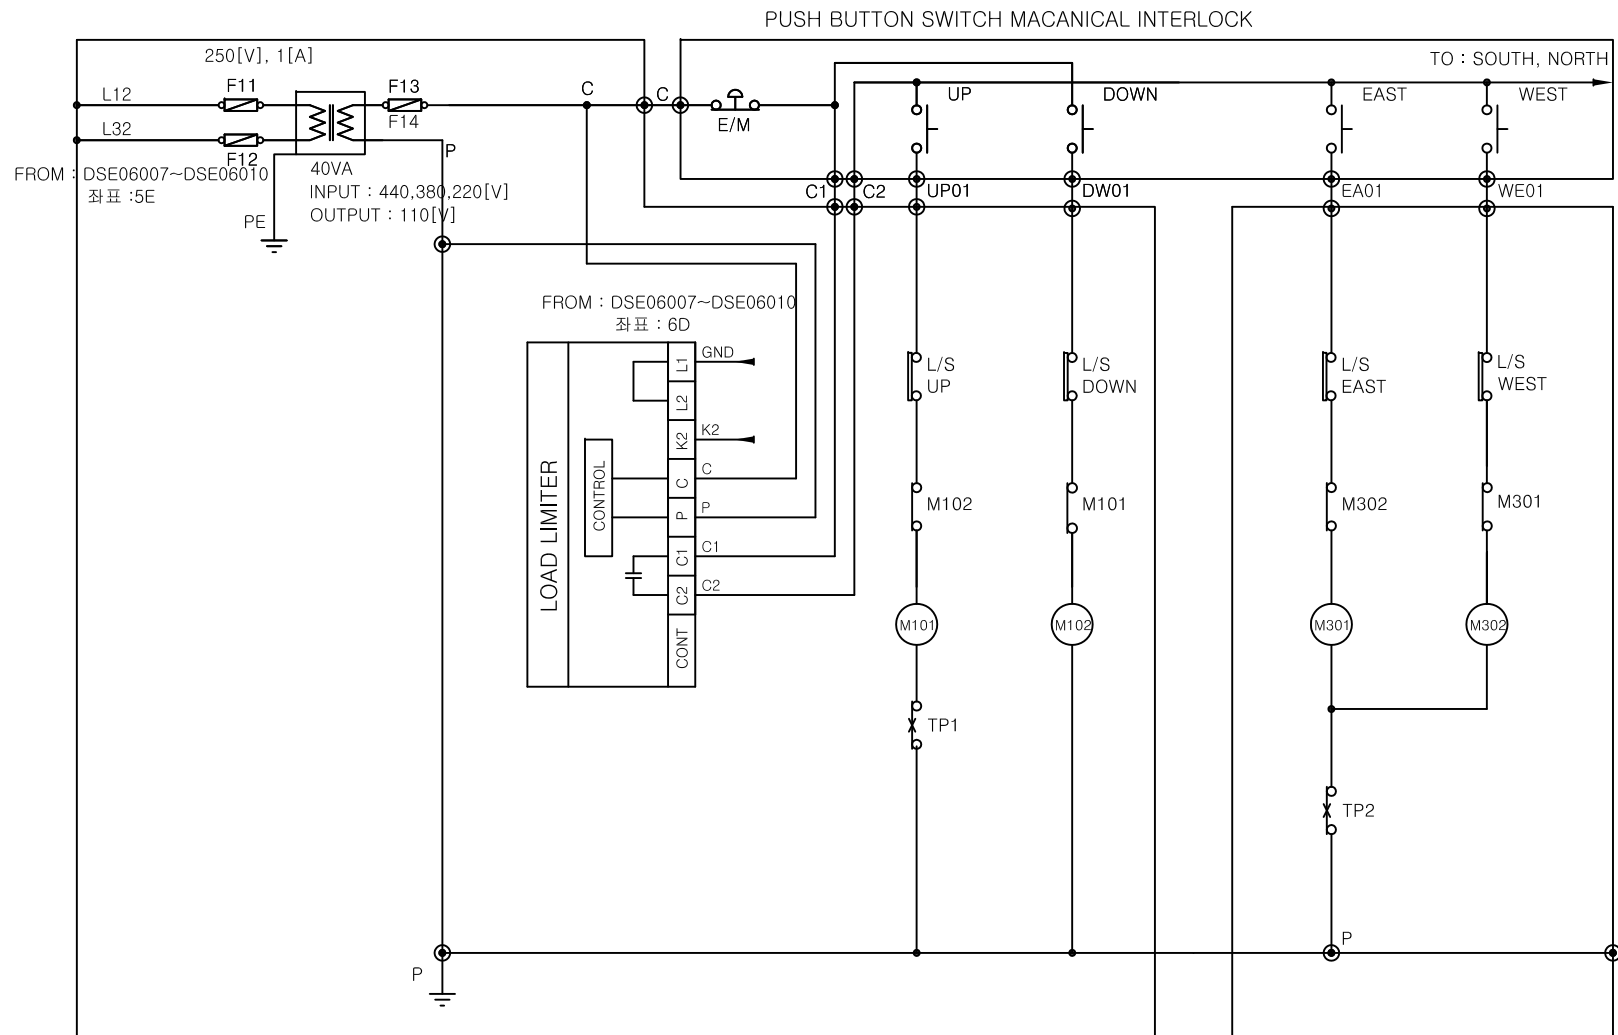 PUSH BUTTON SWITCH MACANICAL INTERLOCK
250[V], 1[A]
TO : SOUTH, NORTH
L12
F11
F13
C
C
UP
DOWN
EAST
WEST
F14
E/M
L32
F12
P
FROM : DSE06007~DSE06010
좌표 :5E
40VA
INPUT : 440,380,220[V]
OUTPUT : 110[V]
PE
C1
C2
UP01
DW01
EA01
WE01
FROM : DSE06007~DSE06010
좌표 : 6D
LOAD LIMITER
CONTROL
L1
GND
L2
K2
K2
C
C
P
P
C1
C1
C2
C2
CONT
L/S
UP
L/S
DOWN
L/S
EAST
L/S
WEST
M102
M101
M302
M301
M101
M102
M301
M302
TP1
TP2
P
P